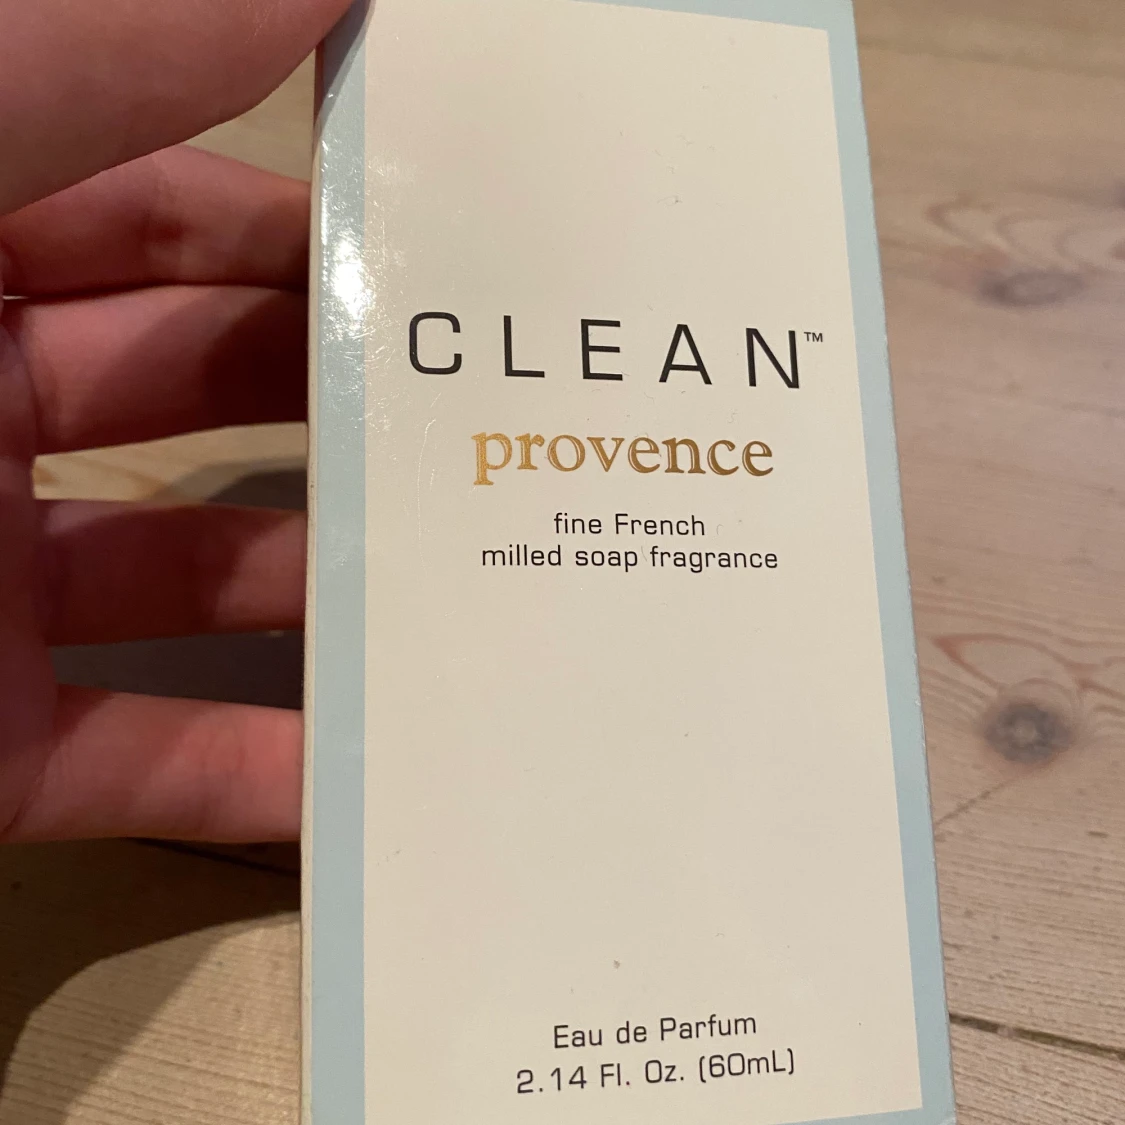 CLEAN™
provence
fine French
milled soap fragrance
Eau de Parfum
2.14 Fl. Oz. (60mL)